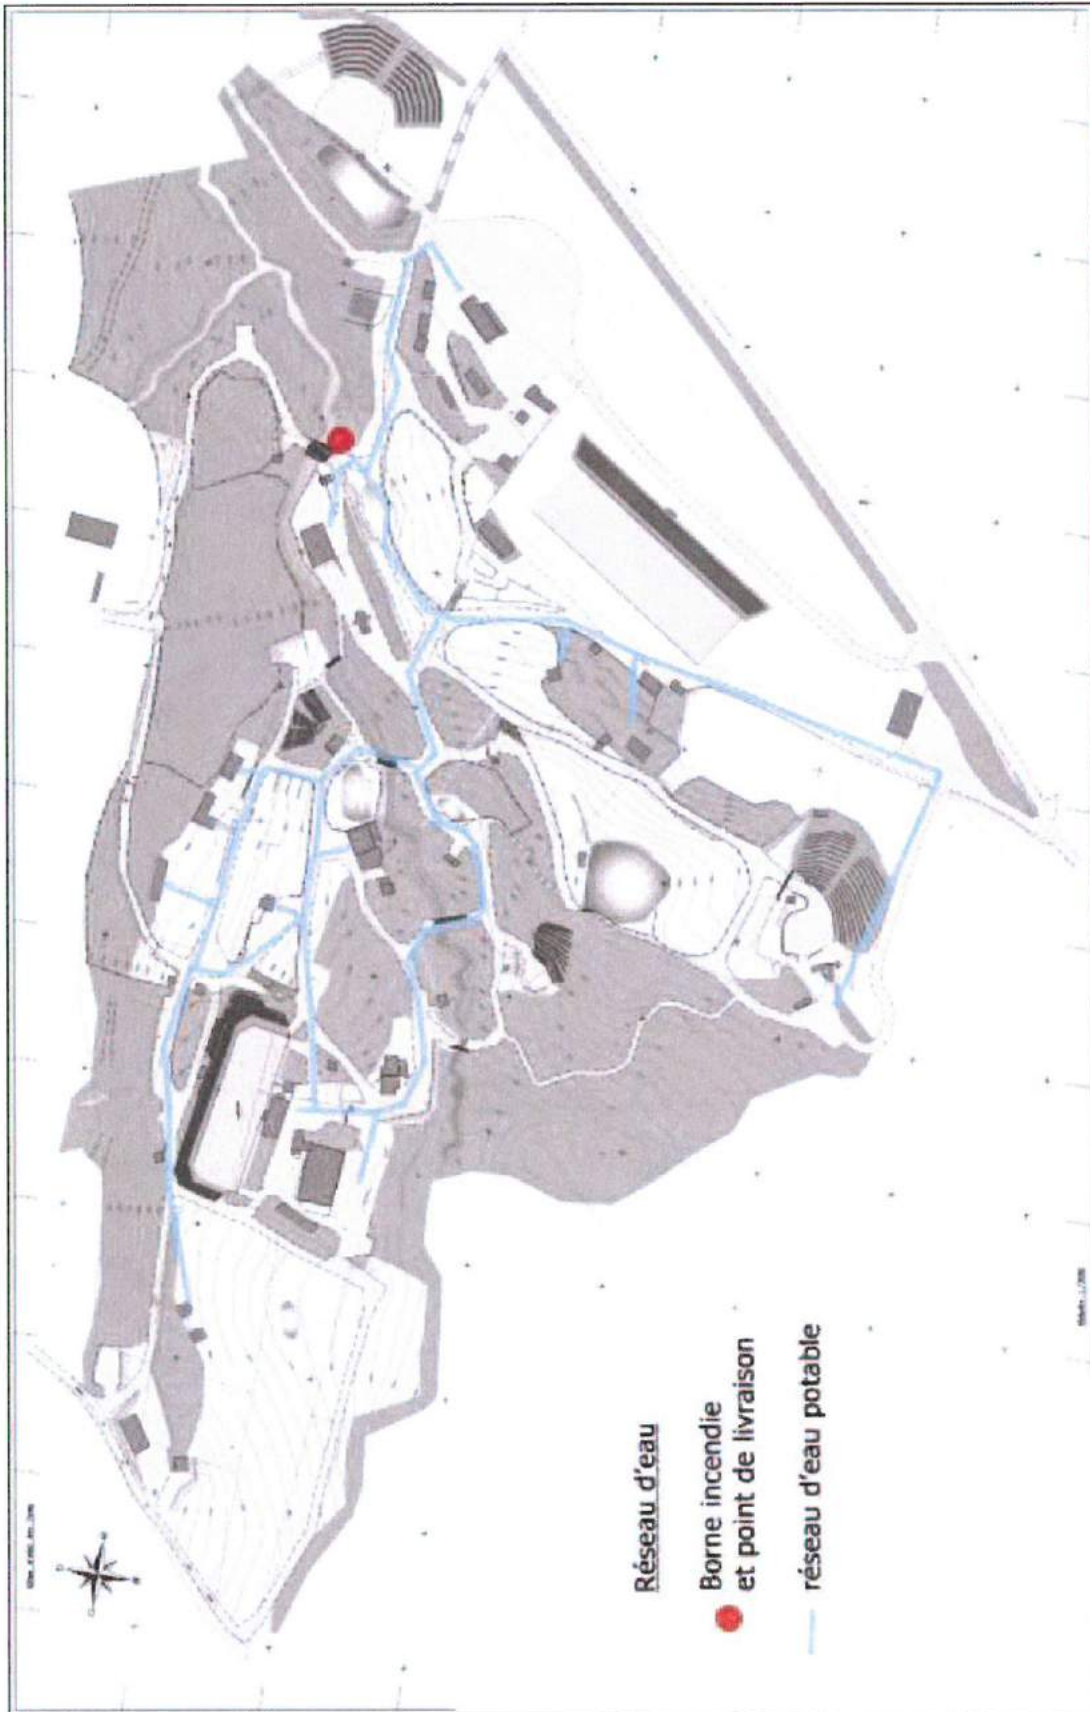 Réseau d'eau
Borne incendie
et point de livraison
réseau d'eau potable